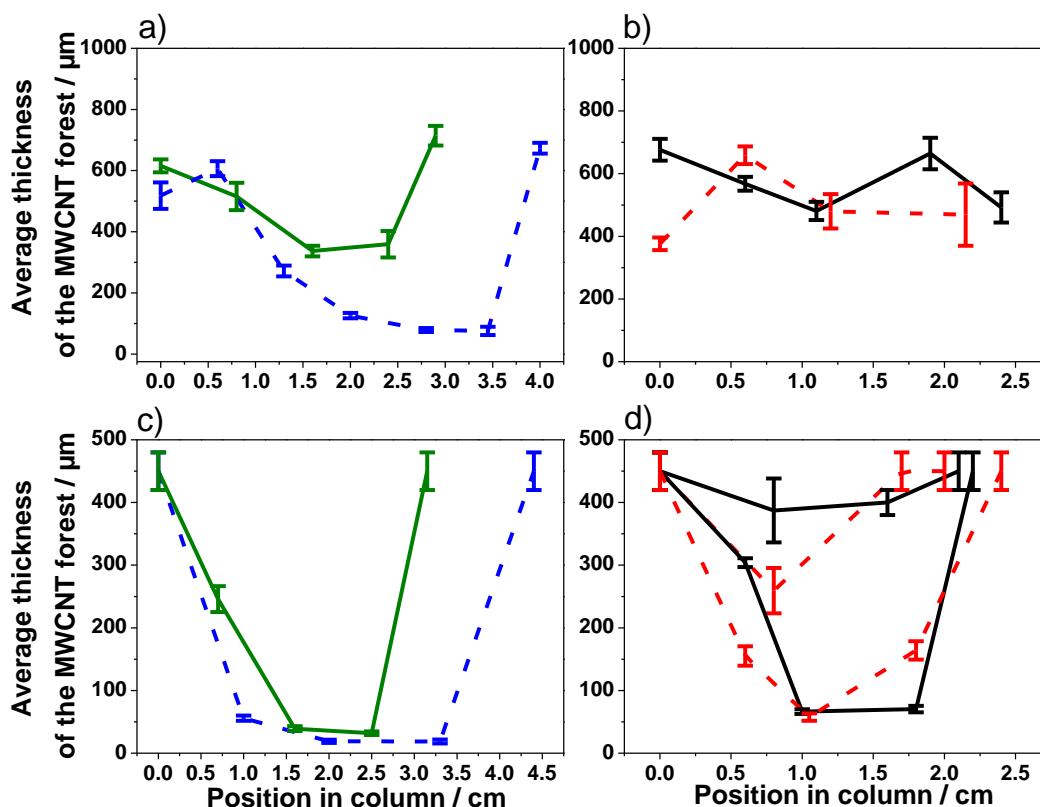 a)
b)
Average thickness
of the MWCNT forest / µm
1000
800
600
400
200
0
0.0 0.5 1.0 1.5 2.0 2.5 3.0 3.5 4.0
1000
800
600
400
200
0
0.0 0.5 1.0 1.5 2.0 2.5
c)
d)
Average thickness
of the MWCNT forest / µm
500
400
300
200
100
0
0.0 0.5 1.0 1.5 2.0 2.5 3.0 3.5 4.0 4.5
Position in column / cm
500
400
300
200
100
0
0.0 0.5 1.0 1.5 2.0 2.5
Position in column / cm